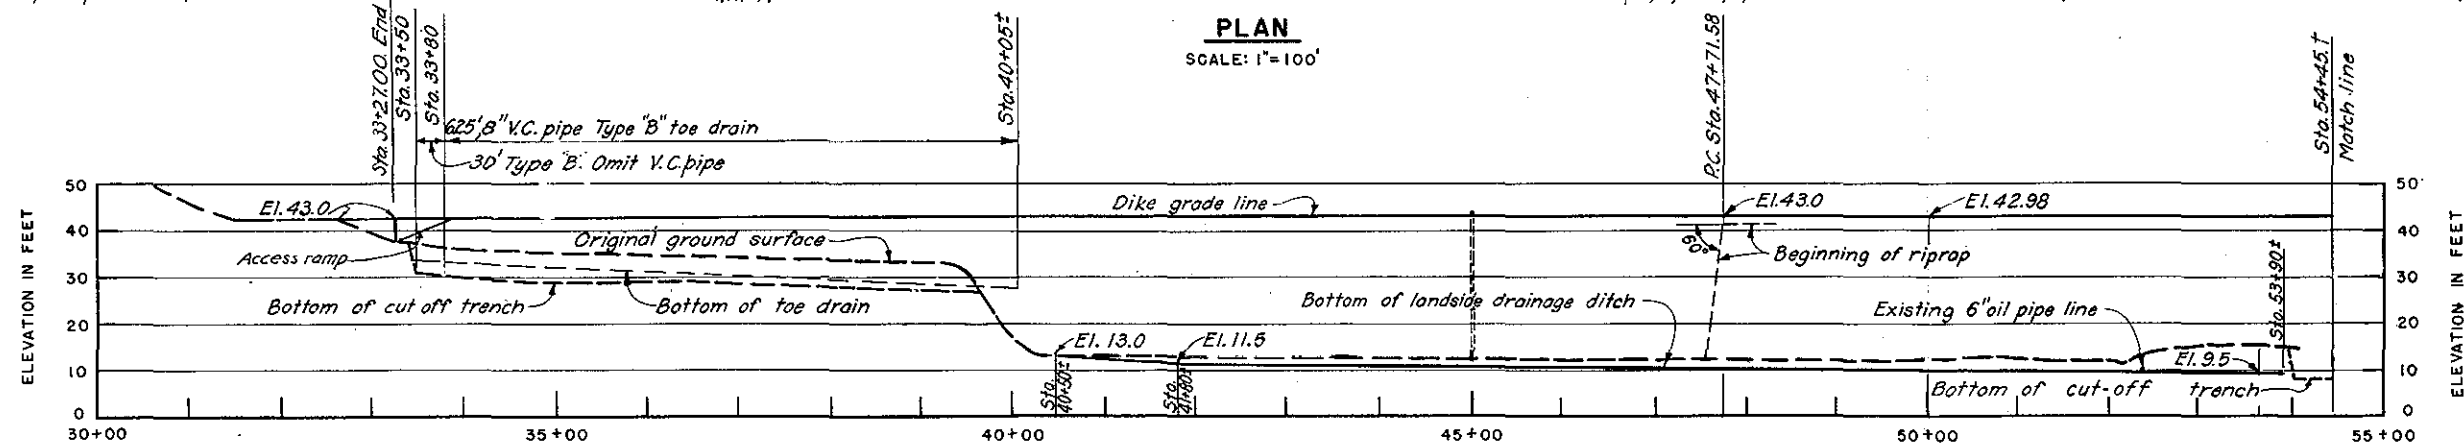 PLAN
SCALE: 1"=100'
Sta. 33+27.00. End
Sta. 33+50
Sta. 33+80
Sta. 40+05±
P.C. Sta. 47+71.58
Sta. 54+45.±
Match line
625', 8" V.C. pipe Type "B" toe drain
30' Type "B". Omit V.C. pipe
ELEVATION IN FEET
50
40
30
20
10
0
El. 43.0
Dike grade line
El. 43.0
El. 42.98
Original ground surface
Access ramp
60°
Beginning of riprap
Bottom of cut off trench
Bottom of toe drain
Bottom of landside drainage ditch
Existing 6" oil pipe line
Sta. 53+90±
El. 13.0
El. 11.5
El. 9.5
Sta. 40+50±
Sta. 41+80±
Bottom of cut-off trench
50
40
30
20
10
0
ELEVATION IN FEET
30+00
35+00
40+00
45+00
50+00
55+00